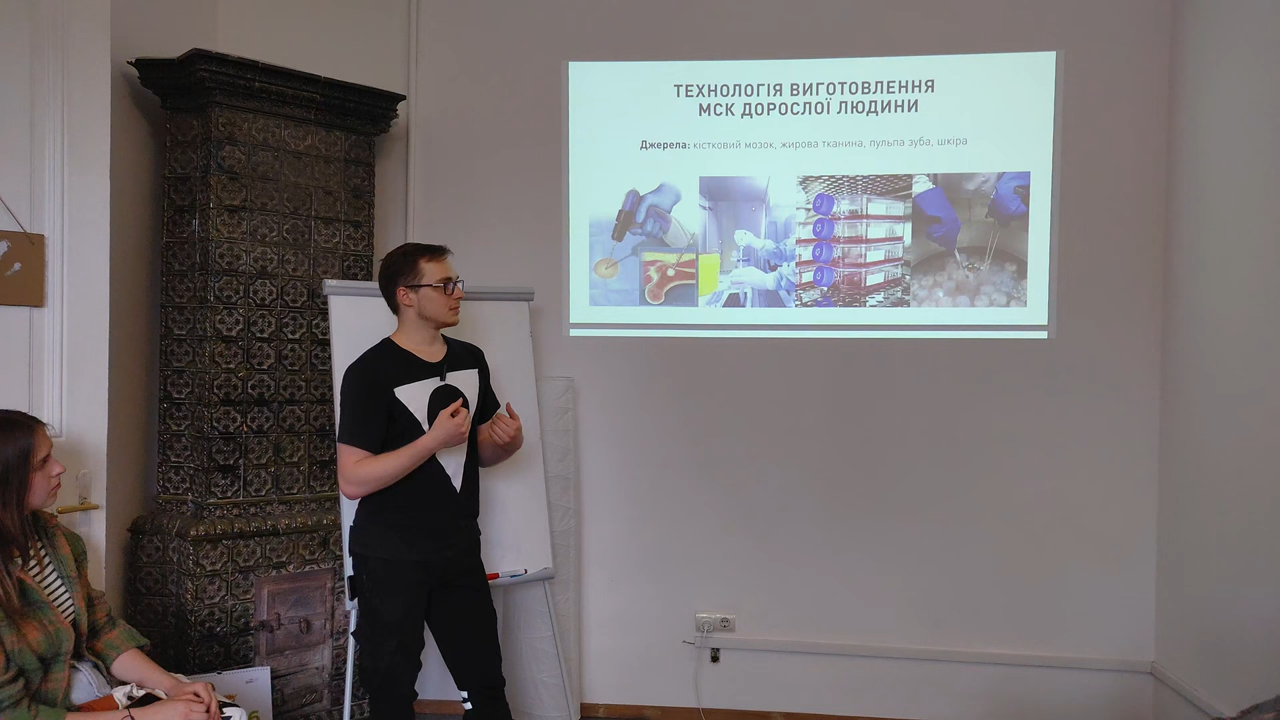 ТЕХНОЛОГІЯ ВИГОТОВЛЕННЯ
МСК ДОРОСЛОЇ ЛЮДИНИ
Джерела: кістковий мозок, жирова тканина, пульпа зуба, шкіра